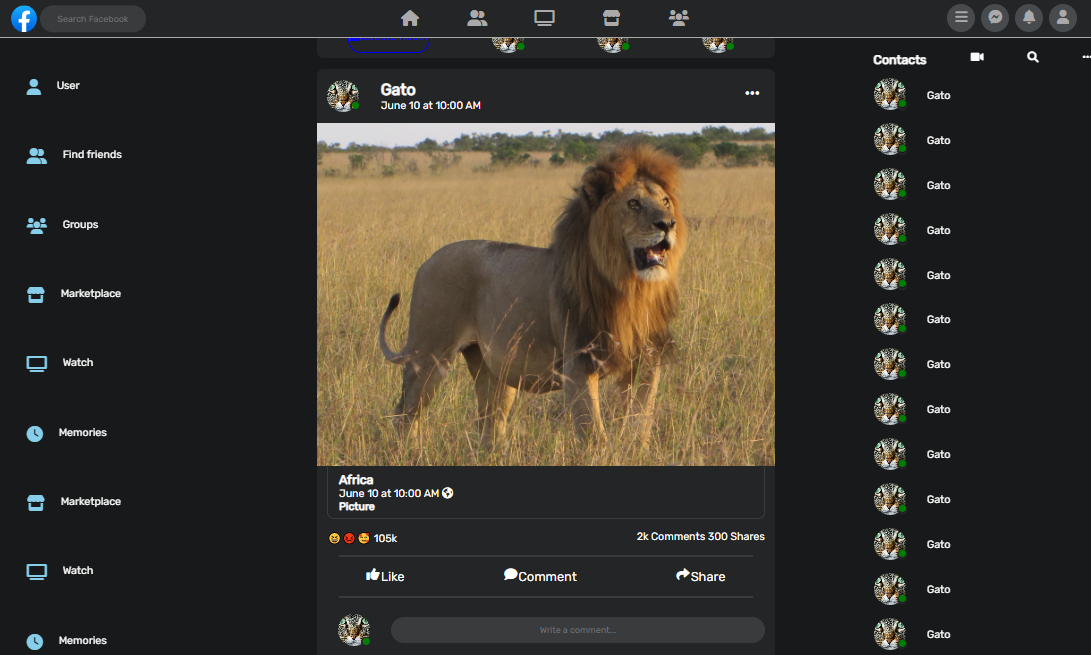 Search Facebook
User
Find friends
Groups
Marketplace
Watch
Memories
Marketplace
Watch
Memories
Gato
June 10 at 10:00 AM
Africa
June 10 at 10:00 AM
Picture
105k
2k Comments 300 Shares
Like
Comment
Share
Write a comment...
Contacts
Gato
Gato
Gato
Gato
Gato
Gato
Gato
Gato
Gato
Gato
Gato
Gato
Gato